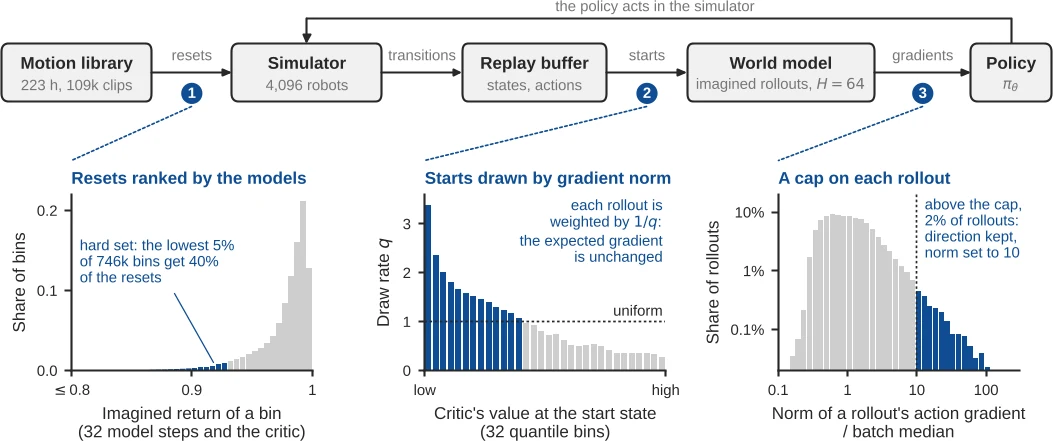 the policy acts in the simulator
Motion library
223 h, 109k clips
resets
Simulator
4,096 robots
transitions
Replay buffer
states, actions
starts
World model
imagined rollouts, H = 64
gradients
Policy
πθ
1
2
3
Resets ranked by the models
Share of bins
0.2
0.1
0.0
hard set: the lowest 5%
of 746k bins get 40%
of the resets
≤ 0.8
0.9
1
Imagined return of a bin
(32 model steps and the critic)
Starts drawn by gradient norm
Draw rate q
3
2
1
0
each rollout is
weighted by 1/q:
the expected gradient
is unchanged
uniform
low
high
Critic's value at the start state
(32 quantile bins)
A cap on each rollout
Share of rollouts
10%
1%
0.1%
above the cap,
2% of rollouts:
direction kept,
norm set to 10
0.1
1
10
100
Norm of a rollout's action gradient
/ batch median